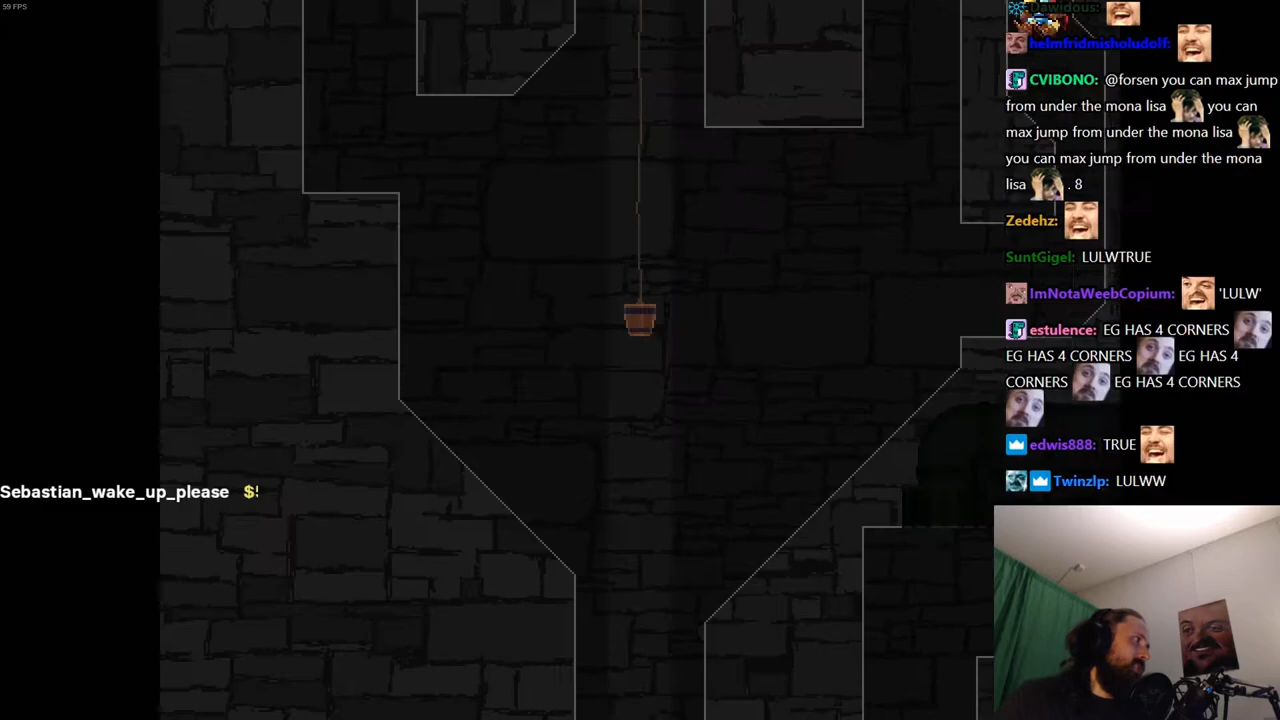 59 FPS
Dawidous:
helmfridmisholudolf:
CVIBONO: @forsen you can max jump
from under the mona lisa you can
max jump from under the mona lisa
you can max jump from under the mona
lisa . 8
Zedehz:
SuntGigel: LULWTRUE
ImNotaWeebCopium: 'LULW'
estulence: EG HAS 4 CORNERS
EG HAS 4 CORNERS EG HAS 4
CORNERS EG HAS 4 CORNERS
edwis888: TRUE
Twinzlp: LULWW
Sebastian_wake_up_please $!